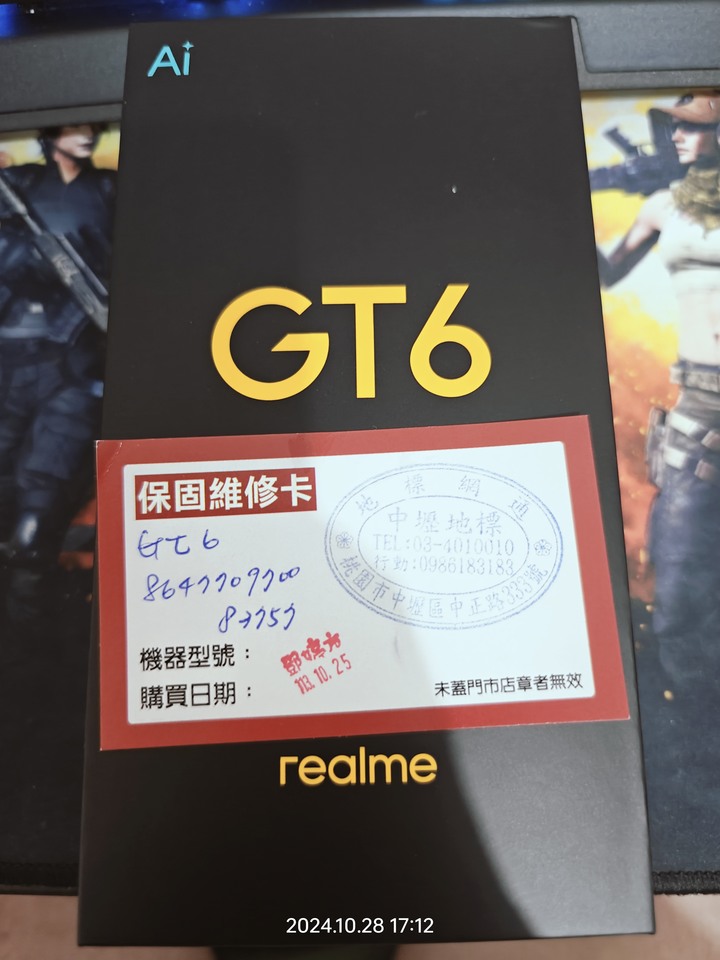 Ai
GT6
保固維修卡
GT 6
機器型號：
購買日期：
113.10.25
地標網通
中壢地標
TEL:03-4010010
行動:0986183183
桃園市中壢區中正路333號
未蓋門市店章者無效
realme
2024.10.28 17:12